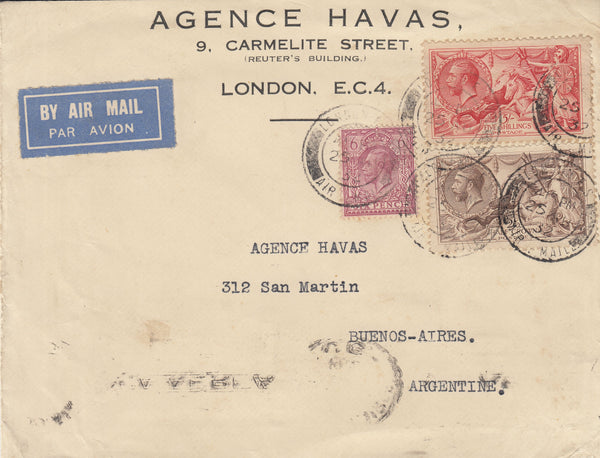 AGENCE HAVAS,
9, CARMELITE STREET,
(REUTER'S BUILDING.)
LONDON, E.C.4.
BY AIR MAIL
PAR AVION
AGENCE HAVAS
312 San Martin
BUENOS-AIRES.
ARGENTINE.